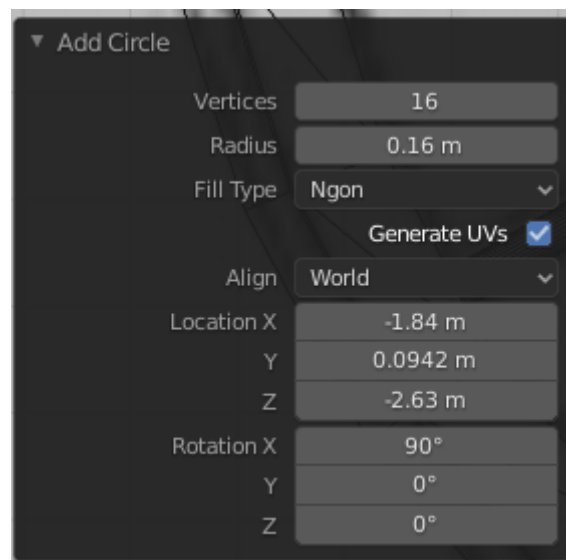 Add Circle
Vertices 16
Radius 0.16 m
Fill Type Ngon
Generate UVs
Align World
Location X -1.84 m
Y 0.0942 m
Z -2.63 m
Rotation X 90°
Y 0°
Z 0°